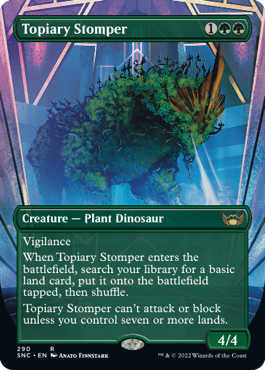 Topiary Stomper 1
Creature — Plant Dinosaur
Vigilance
When Topiary Stomper enters the
battlefield, search your library for a basic
land card, put it onto the battlefield
tapped, then shuffle.
Topiary Stomper can't attack or block
unless you control seven or more lands.
4/4
290 R
SNC • EN ANATO FINNSTARK ™ & © 2022 Wizards of the Coast